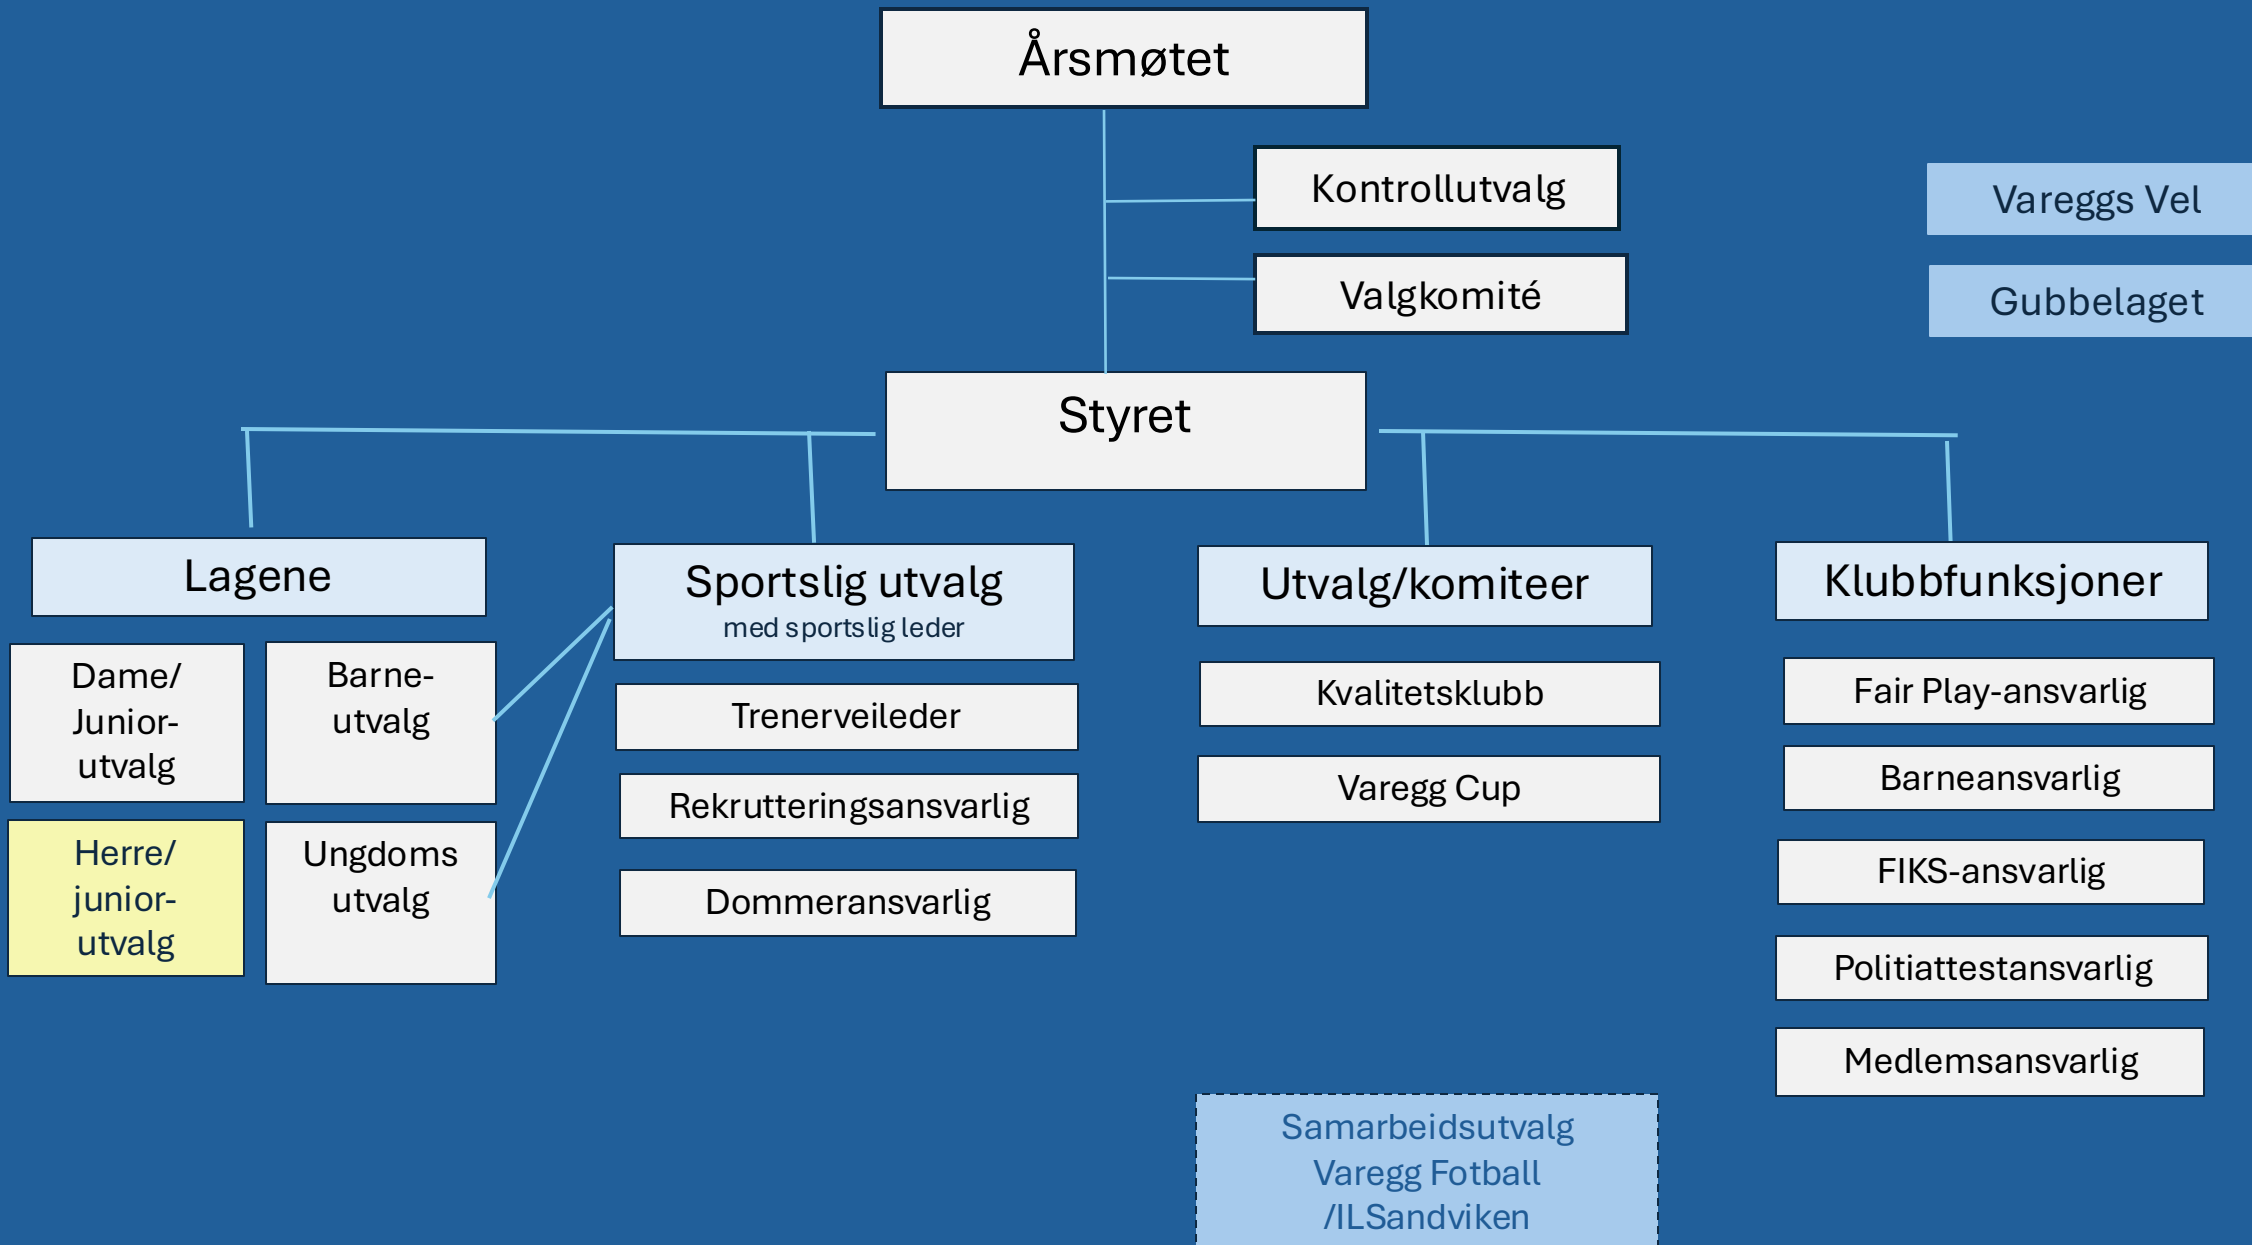 Årsmøtet
Kontrollutvalg
Valgkomité
Vareggs Vel
Gubbelaget
Styret
Lagene
Dame/
Junior-
utvalg
Barne-
utvalg
Herre/
junior-
utvalg
Ungdoms
utvalg
Sportslig utvalg
med sportslig leder
Trenerveileder
Rekrutteringsansvarlig
Dommeransvarlig
Utvalg/komiteer
Kvalitetsklubb
Varegg Cup
Klubbfunksjoner
Fair Play-ansvarlig
Barneansvarlig
FIKS-ansvarlig
Politiattestansvarlig
Medlemsansvarlig
Samarbeidsutvalg
Varegg Fotball
/ILSandviken